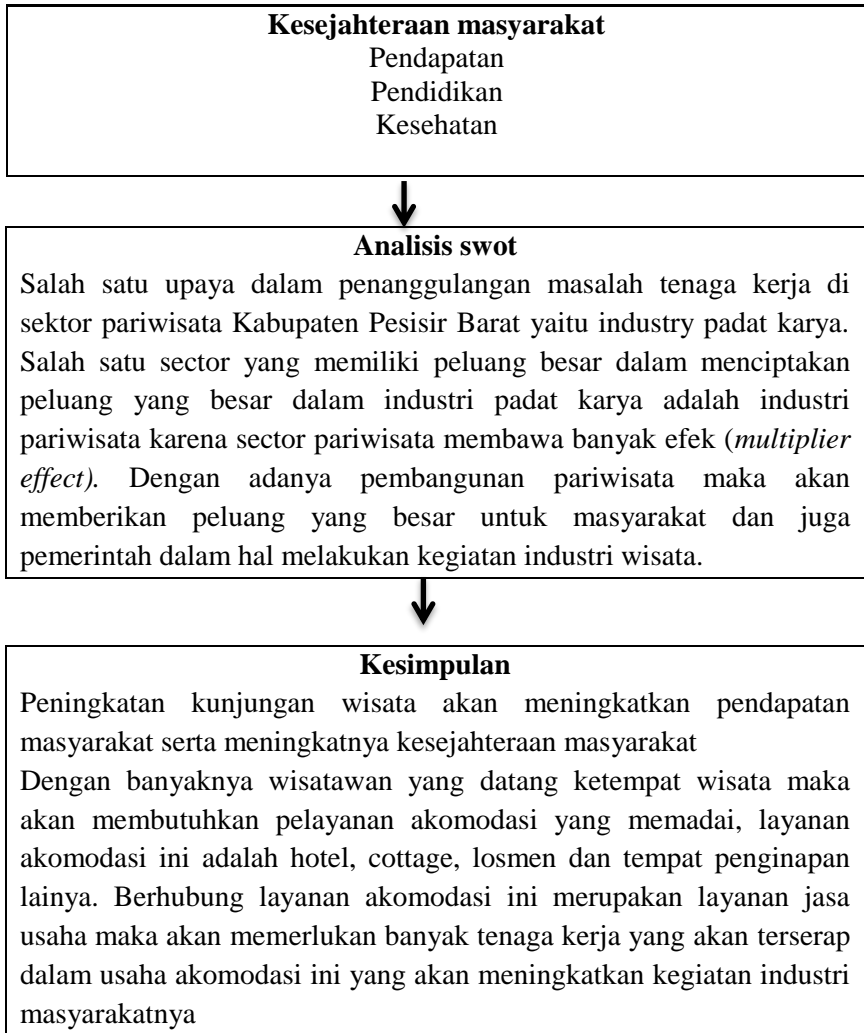 Kesejahteraan masyarakat
Pendapatan
Pendidikan
Kesehatan
Analisis swot
Salah satu upaya dalam penanggulangan masalah tenaga kerja di
sektor pariwisata Kabupaten Pesisir Barat yaitu industry padat karya.
Salah satu sector yang memiliki peluang besar dalam menciptakan
peluang yang besar dalam industri padat karya adalah industri
pariwisata karena sector pariwisata membawa banyak efek (multiplier
effect). Dengan adanya pembangunan pariwisata maka akan
memberikan peluang yang besar untuk masyarakat dan juga
pemerintah dalam hal melakukan kegiatan industri wisata.
Kesimpulan
Peningkatan kunjungan wisata akan meningkatkan pendapatan
masyarakat serta meningkatnya kesejahteraan masyarakat
Dengan banyaknya wisatawan yang datang ketempat wisata maka
akan membutuhkan pelayanan akomodasi yang memadai, layanan
akomodasi ini adalah hotel, cottage, losmen dan tempat penginapan
lainya. Berhubung layanan akomodasi ini merupakan layanan jasa
usaha maka akan memerlukan banyak tenaga kerja yang akan terserap
dalam usaha akomodasi ini yang akan meningkatkan kegiatan industri
masyarakatnya